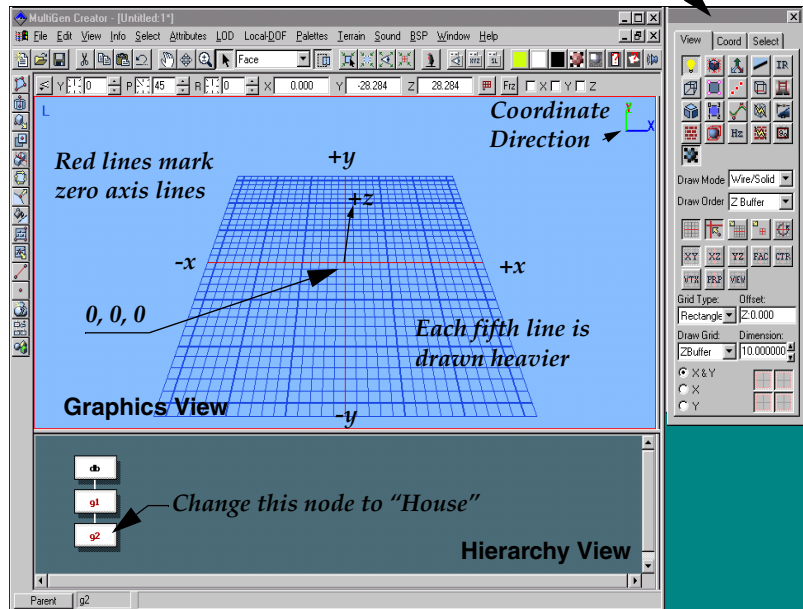 MultiGen Creator - [Untitled:1*]
File Edit View Info Select Attributes LOD Local-DOF Palettes Terrain Sound BSP Window Help
Face
XYZ
Y 0 P 45 R 0 X 0.000 Y -28.284 Z 28.284 Frz X Y Z
L
Coordinate
Direction
Y
X
Red lines mark
zero axis lines
+y
+z
-x
+x
0, 0, 0
Each fifth line is
drawn heavier
Graphics View
-y
db
g1
g2
Change this node to “House”
Hierarchy View
Parent g2
View Coord Select
IR
Hz
Draw Mode Wire/Solid
Draw Order Z Buffer
XY XZ YZ FAC CTR
VTX PRP VIEW
Grid Type: Offset:
Rectangle Z:0.000
Draw Grid: Dimension:
ZBuffer 10.000000
X & Y
X
Y